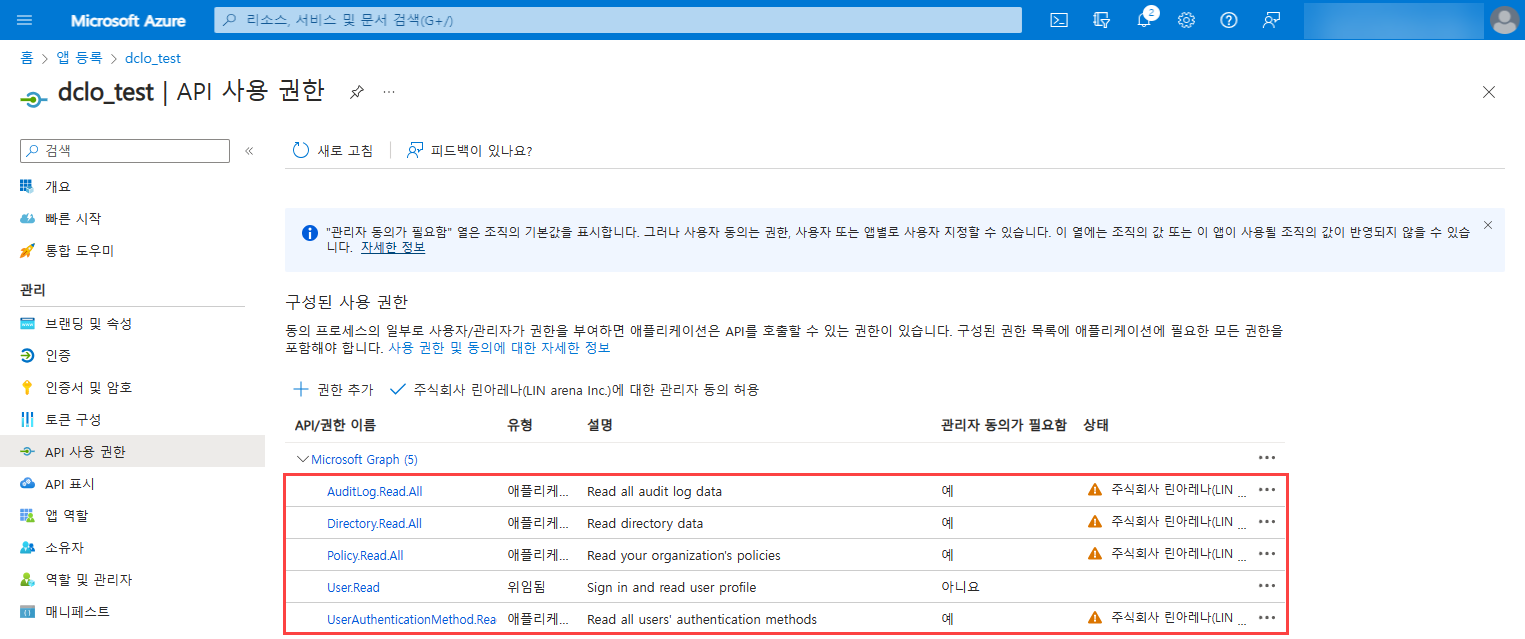 Microsoft Azure
리소스, 서비스 및 문서 검색(G+/)
2
홈 > 앱 등록 > dclo_test
dclo_test | API 사용 권한 ···
검색 «
개요
빠른 시작
통합 도우미
관리
브랜딩 및 속성
인증
인증서 및 암호
토큰 구성
API 사용 권한
API 표시
앱 역할
소유자
역할 및 관리자
매니페스트
새로 고침 피드백이 있나요?
"관리자 동의가 필요함" 열은 조직의 기본값을 표시합니다. 그러나 사용자 동의는 권한, 사용자 또는 앱별로 사용자 지정할 수 있습니다. 이 열에는 조직의 값 또는 이 앱이 사용될 조직의 값이 반영되지 않을 수 있습
니다. 자세한 정보
구성된 사용 권한
동의 프로세스의 일부로 사용자/관리자가 권한을 부여하면 애플리케이션은 API를 호출할 수 있는 권한이 있습니다. 구성된 권한 목록에 애플리케이션에 필요한 모든 권한을
포함해야 합니다. 사용 권한 및 동의에 대한 자세한 정보
권한 추가 주식회사 린아레나(LIN arena Inc.)에 대한 관리자 동의 허용
API/권한 이름 유형 설명 관리자 동의가 필요함 상태
Microsoft Graph (5) ···
AuditLog.Read.All 애플리케... Read all audit log data 예 주식회사 린아레나(LIN ... ···
Directory.Read.All 애플리케... Read directory data 예 주식회사 린아레나(LIN ... ···
Policy.Read.All 애플리케... Read your organization's policies 예 주식회사 린아레나(LIN ... ···
User.Read 위임됨 Sign in and read user profile 아니요 ···
UserAuthenticationMethod.Rea 애플리케... Read all users' authentication methods 예 주식회사 린아레나(LIN ... ···